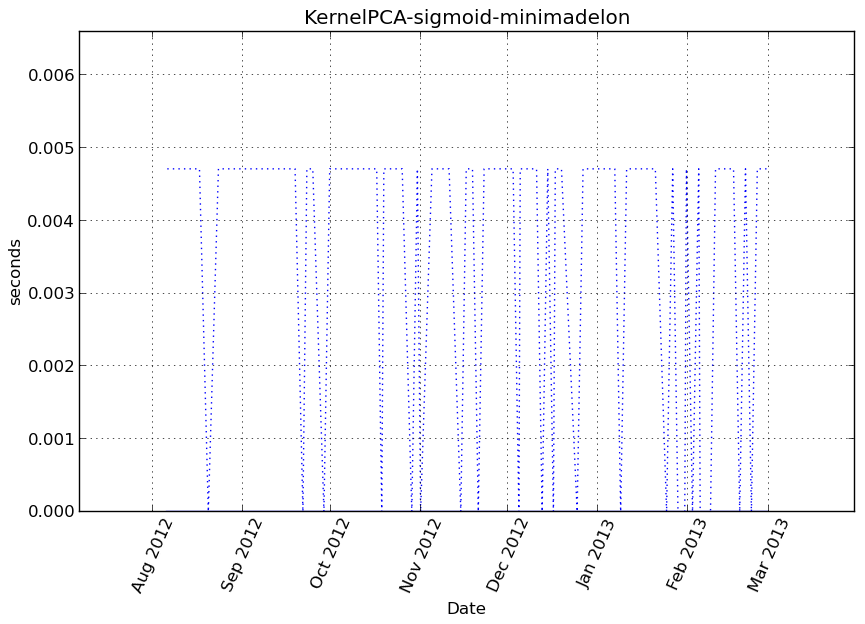 KernelPCA-sigmoid-minimadelon
0.006
0.005
0.004
0.003
0.002
0.001
0.000
seconds
Aug 2012
Sep 2012
Oct 2012
Nov 2012
Dec 2012
Jan 2013
Feb 2013
Mar 2013
Date